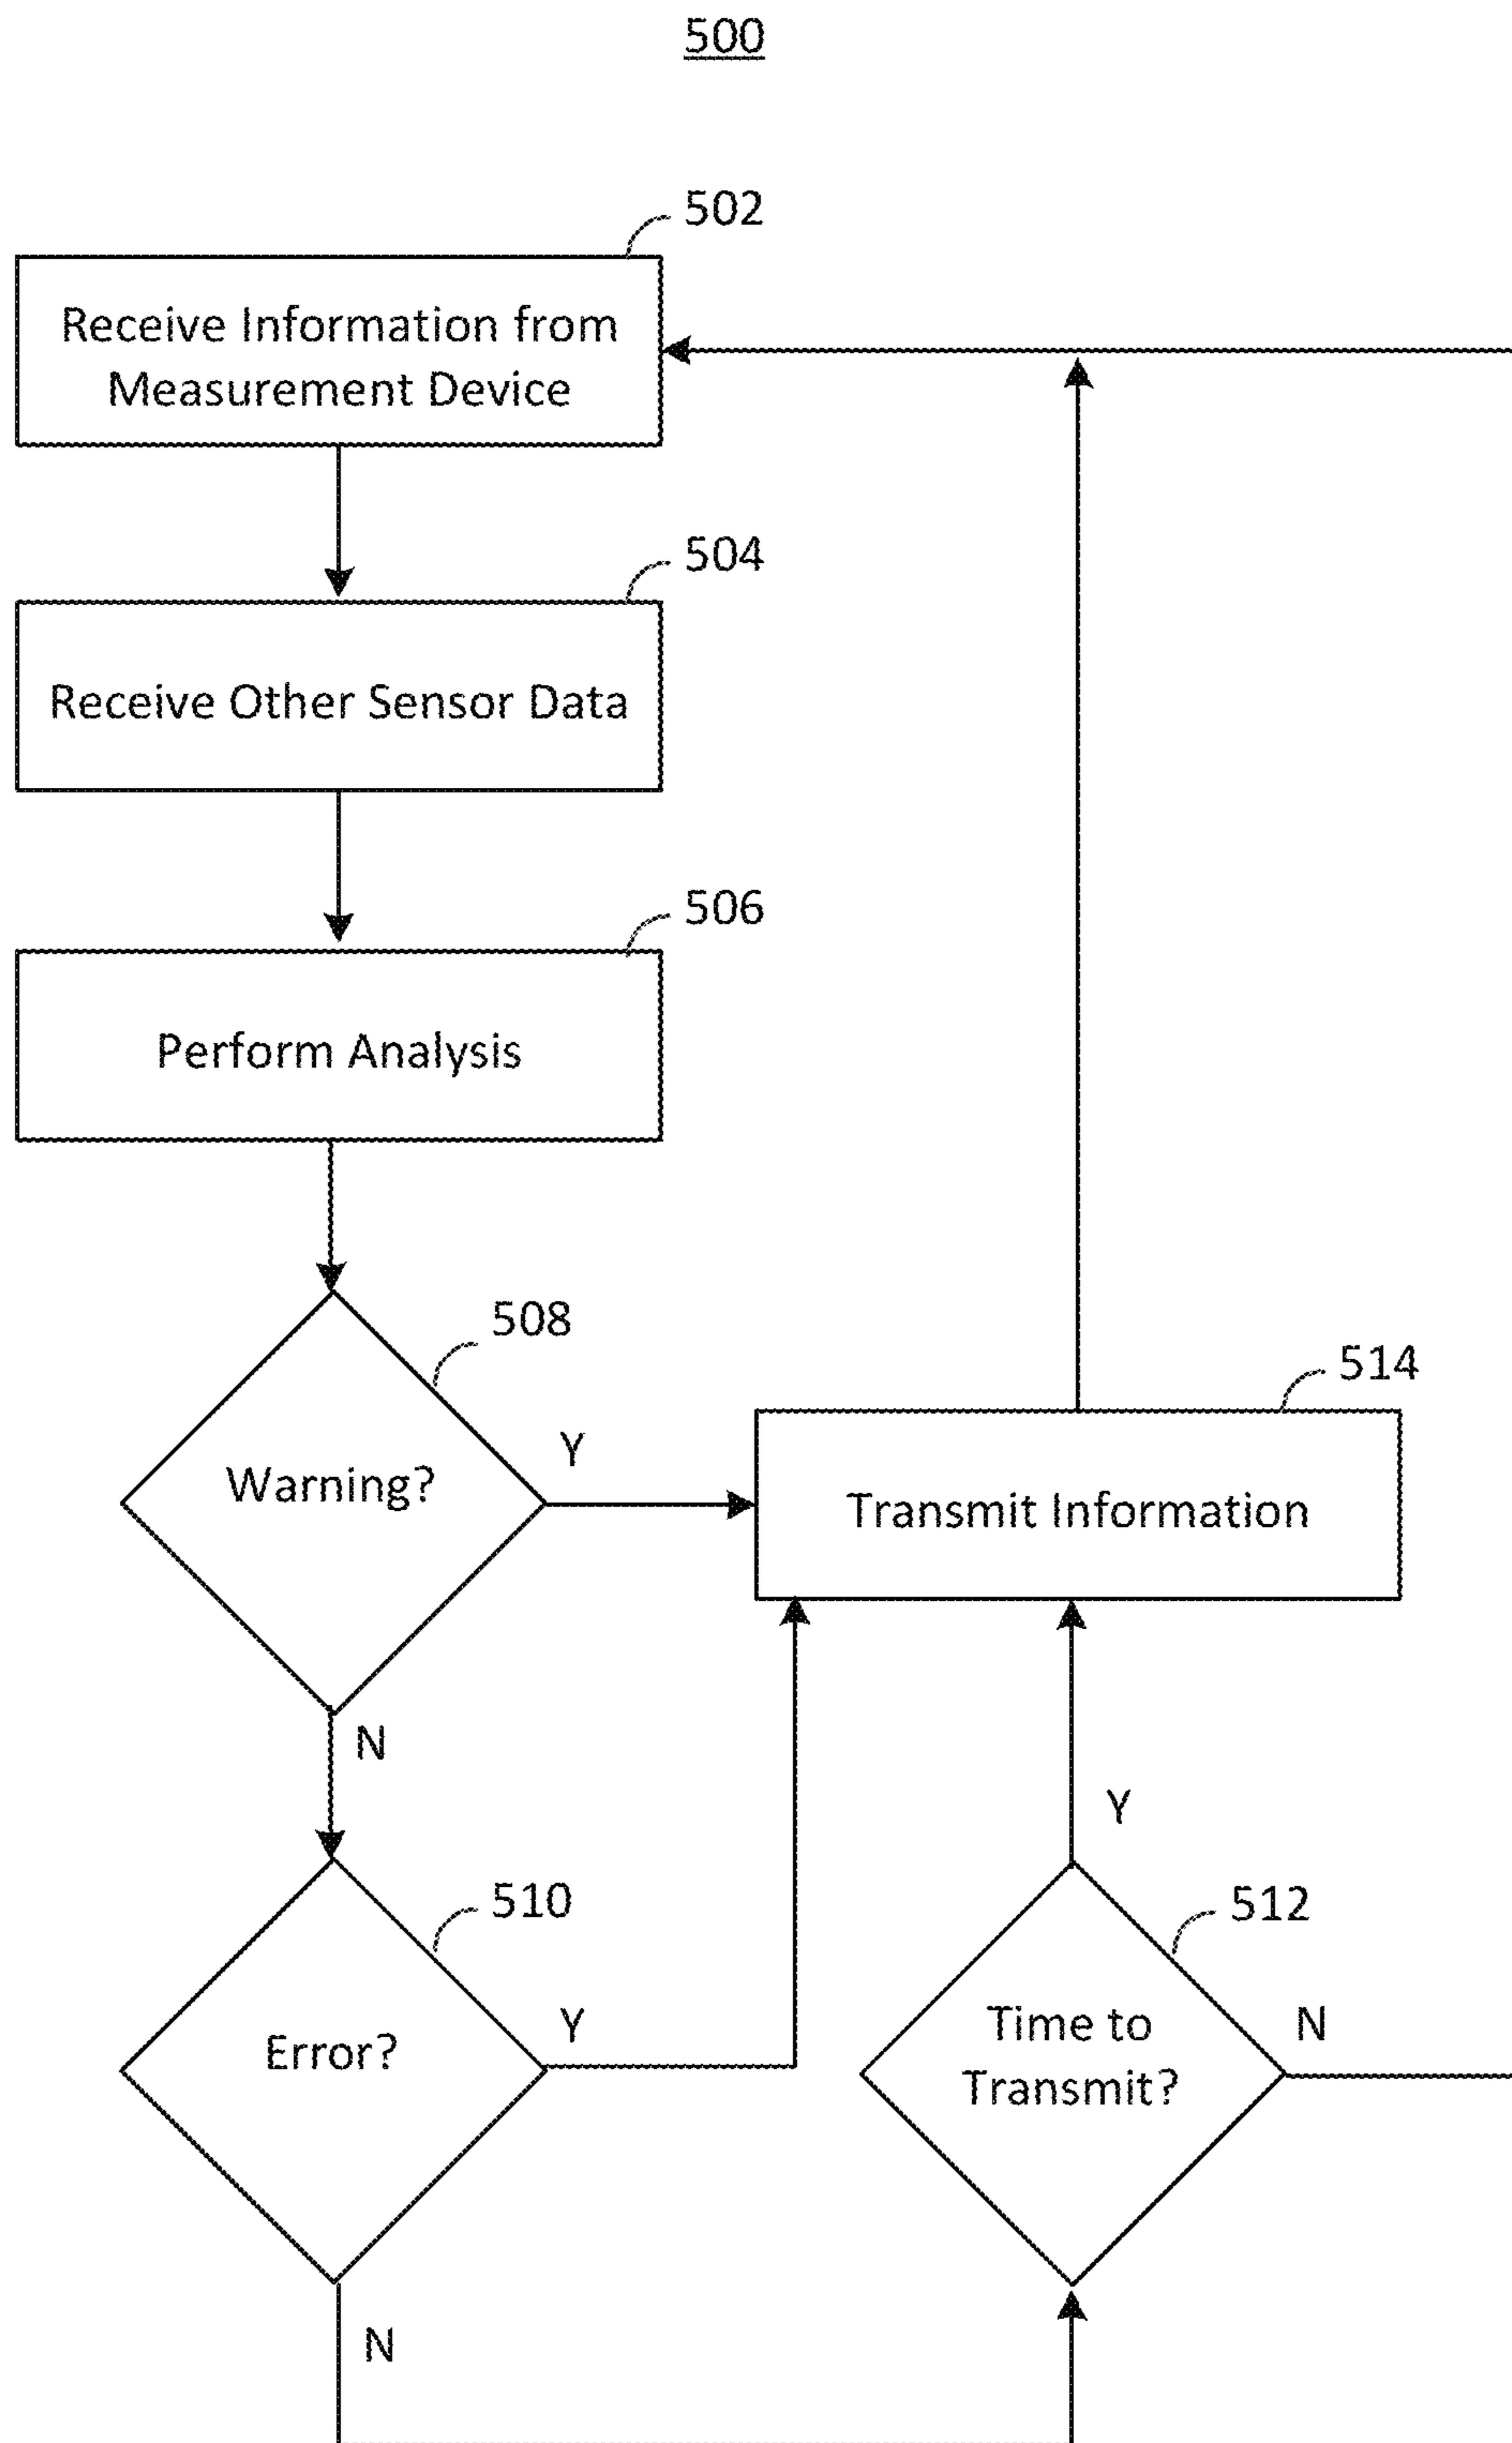 500
502
Receive Information from
Measurement Device
504
Receive Other Sensor Data
506
Perform Analysis
508
Warning?
Y
N
514
Transmit Information
510
Error?
Y
N
512
Time to
Transmit?
Y
N